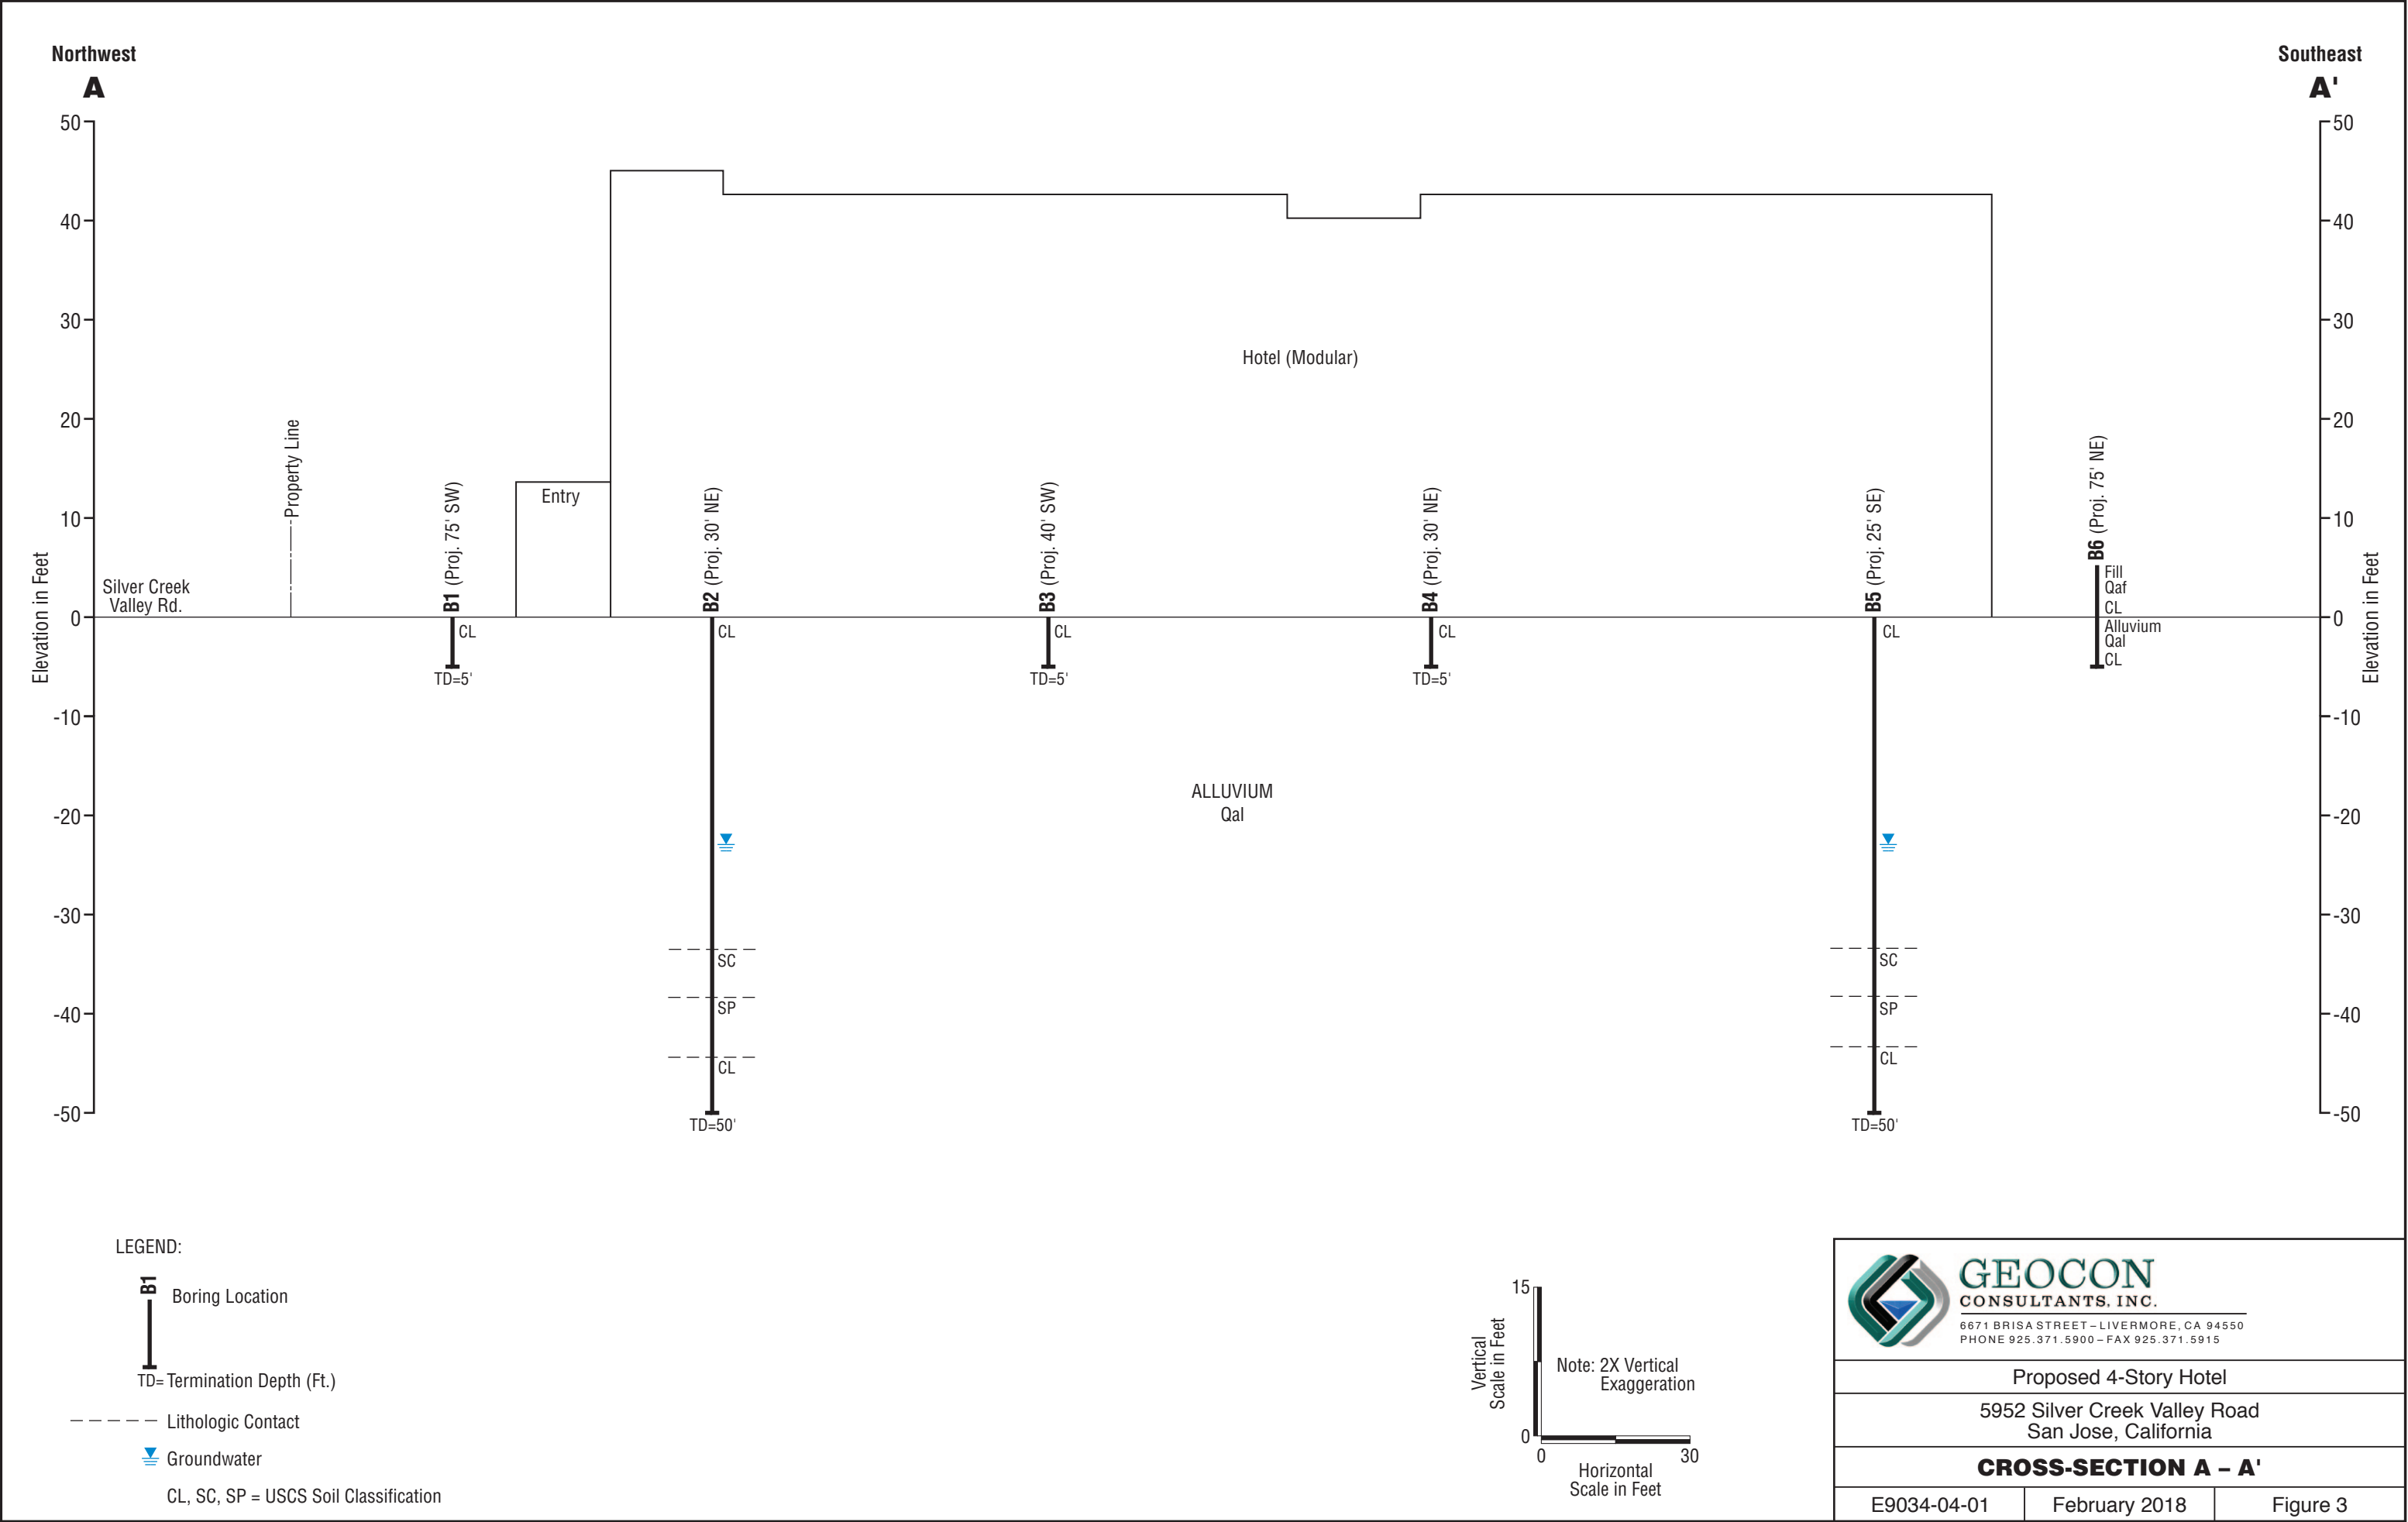 Northwest
A
Southeast
A'
50
40
30
20
10
0
-10
-20
-30
-40
-50
Elevation in Feet
Silver Creek
Valley Rd.
Property Line
B1 (Proj. 75' SW)
CL
TD=5'
Entry
Hotel (Modular)
B2 (Proj. 30' NE)
CL
SC
SP
CL
TD=50'
B3 (Proj. 40' SW)
CL
TD=5'
ALLUVIUM
Qal
B4 (Proj. 30' NE)
CL
TD=5'
B5 (Proj. 25' SE)
CL
SC
SP
CL
TD=50'
B6 (Proj. 75' NE)
Fill
Qaf
CL
Alluvium
Qal
CL
50
40
30
20
10
0
-10
-20
-30
-40
-50
Elevation in Feet
LEGEND:
B1
Boring Location
TD= Termination Depth (Ft.)
Lithologic Contact
Groundwater
CL, SC, SP = USCS Soil Classification
Vertical
Scale in Feet
15
0
Note: 2X Vertical
Exaggeration
0
30
Horizontal
Scale in Feet
GEOCON
CONSULTANTS, INC.
6671 BRISA STREET – LIVERMORE, CA 94550
PHONE 925.371.5900 – FAX 925.371.5915
Proposed 4-Story Hotel
5952 Silver Creek Valley Road
San Jose, California
CROSS-SECTION A – A'
E9034-04-01
February 2018
Figure 3